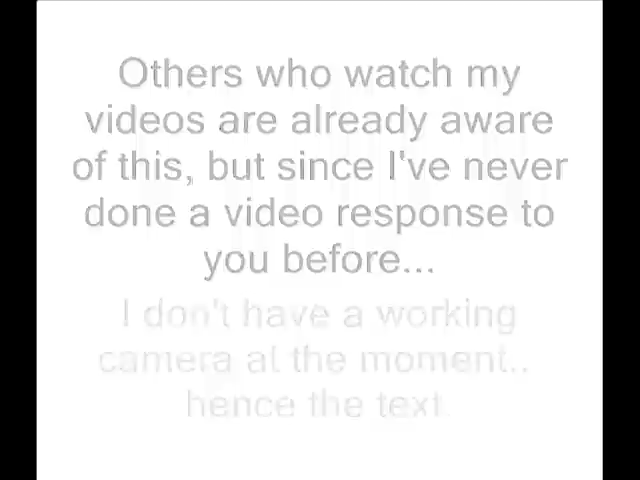 Others who watch my
videos are already aware
of this, but since I've never
done a video response to
you before...
I don't have a working
camera at the moment..
hence the text.